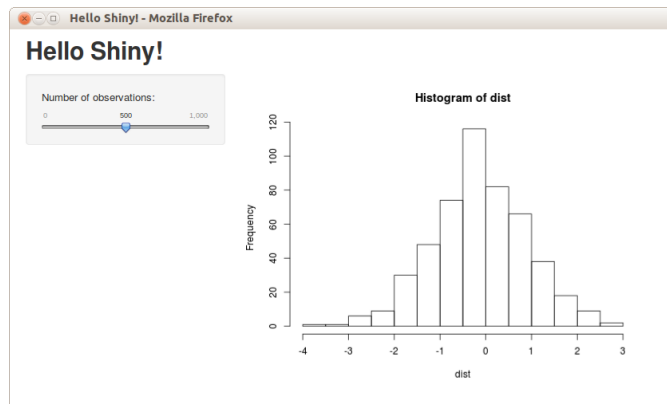 Hello Shiny! - Mozilla Firefox
Hello Shiny!
Number of observations:
0 500 1,000
Histogram of dist
Frequency
120
100
80
60
40
20
0
-4 -3 -2 -1 0 1 2 3
dist